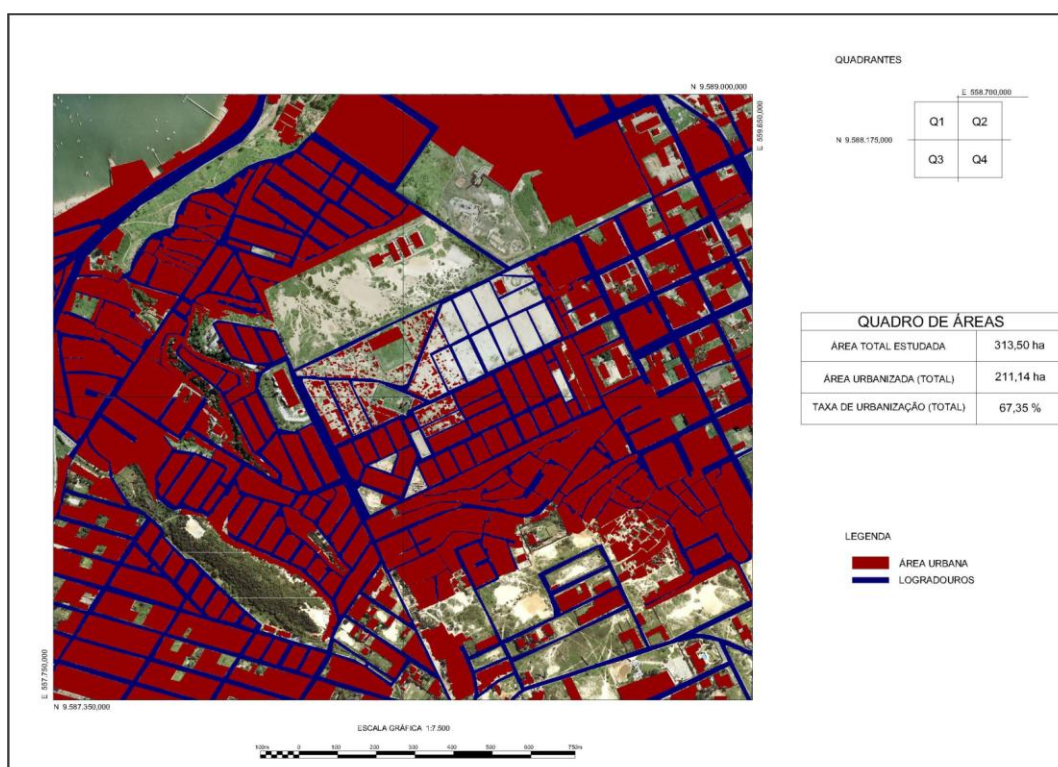 QUADRANTES
N 9.589.000,000
E 559.650,000
E 558.700,000
N 9.588.175,000
Q1 Q2
Q3 Q4
QUADRO DE ÁREAS
ÁREA TOTAL ESTUDADA 313,50 ha
ÁREA URBANIZADA (TOTAL) 211,14 ha
TAXA DE URBANIZAÇÃO (TOTAL) 67,35 %
LEGENDA
ÁREA URBANA
LOGRADOUROS
E 557.750,000
N 9.587.350,000
ESCALA GRÁFICA 1:7.500
100m 0 100 200 300 400 500 600 750m